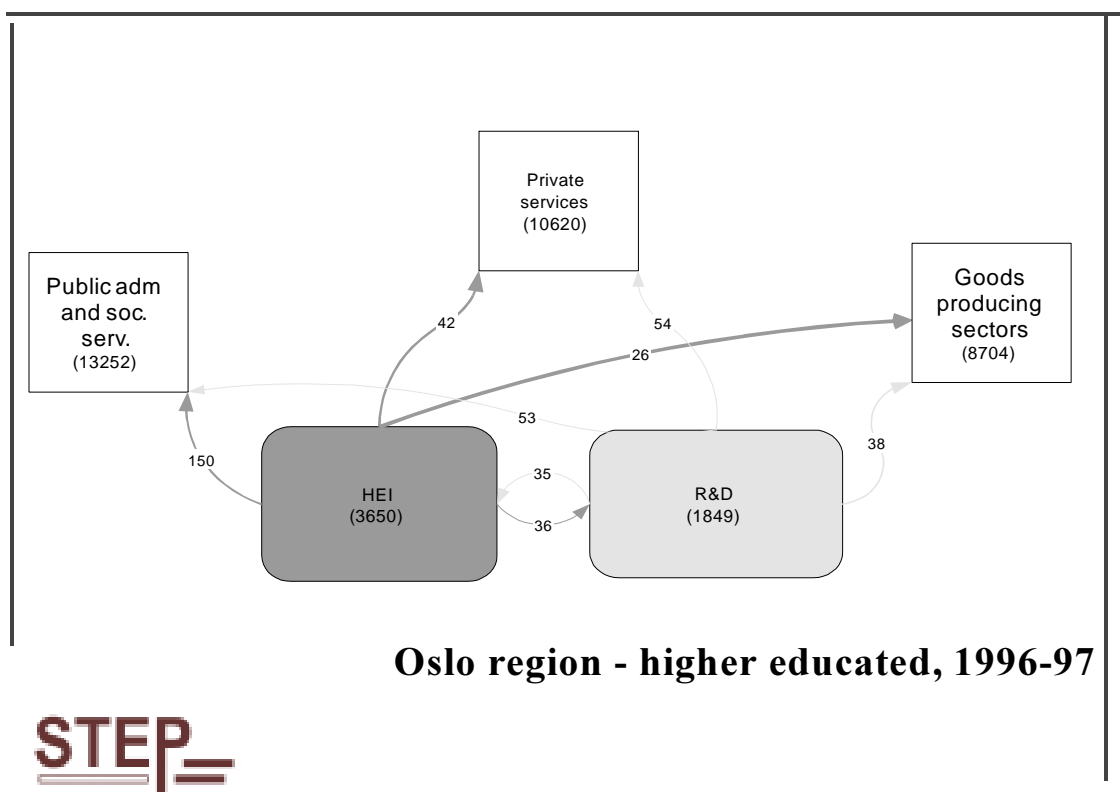 Private
services
(10620)
Public adm
and soc.
serv.
(13252)
Goods
producing
sectors
(8704)
42
54
26
53
150
38
35
36
HEI
(3650)
R&D
(1849)
Oslo region - higher educated, 1996-97
STEP